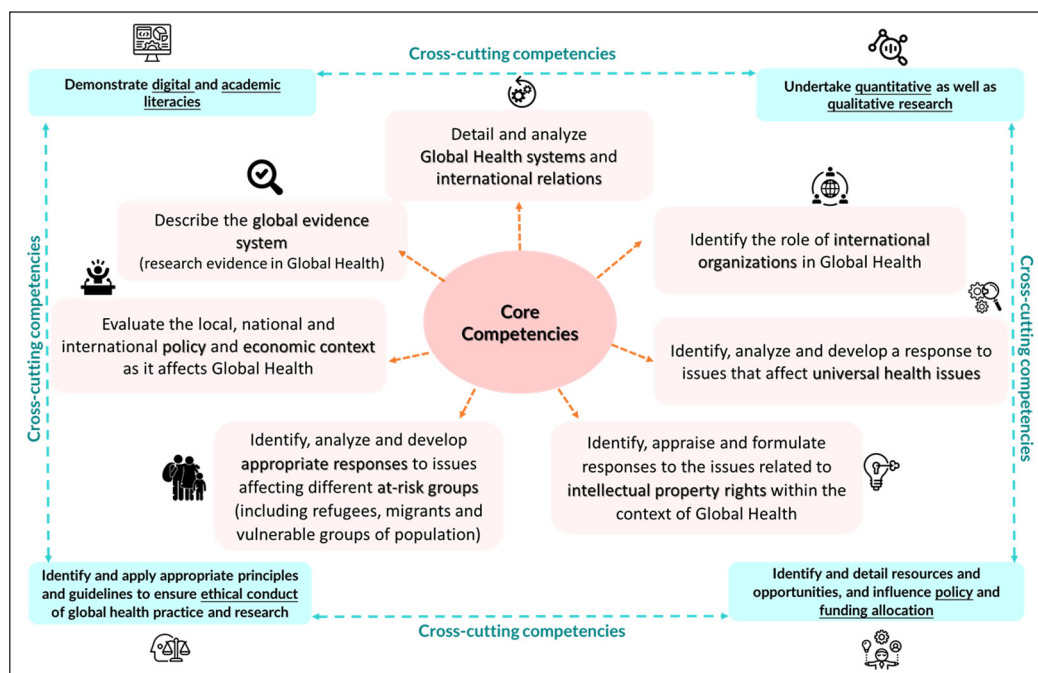 Cross-cutting competencies
Demonstrate digital and academic
literacies
Undertake quantitative as well as
qualitative research
Detail and analyze
Global Health systems and
international relations
Describe the global evidence
system
(research evidence in Global Health)
Identify the role of international
organizations in Global Health
Cross-cutting competencies
Core
Competencies
Cross-cutting competencies
Evaluate the local, national and
international policy and economic context
as it affects Global Health
Identify, analyze and develop a response to
issues that affect universal health issues
Identify, analyze and develop
appropriate responses to issues
affecting different at-risk groups
(including refugees, migrants and
vulnerable groups of population)
Identify, appraise and formulate
responses to the issues related to
intellectual property rights within the
context of Global Health
Identify and apply appropriate principles
and guidelines to ensure ethical conduct
of global health practice and research
Identify and detail resources and
opportunities, and influence policy and
funding allocation
Cross-cutting competencies